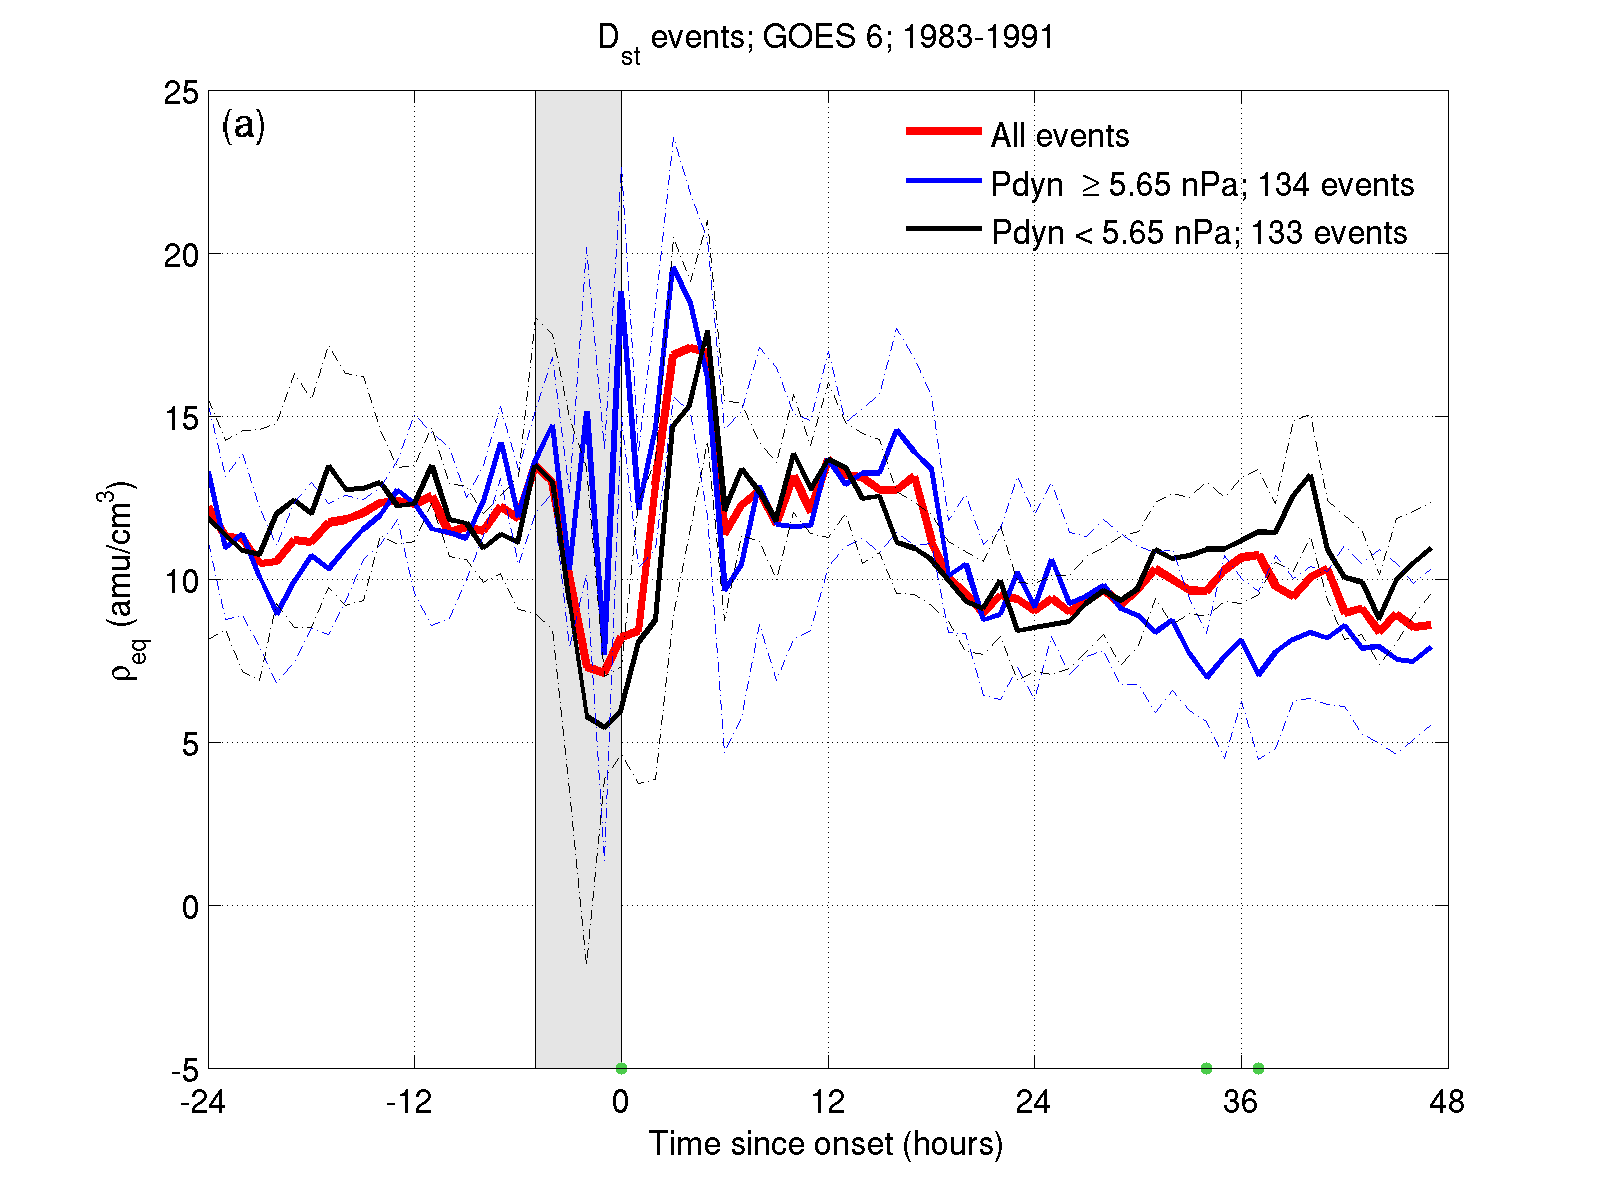 D_st events; GOES 6; 1983-1991
(a)
All events
Pdyn ≥ 5.65 nPa; 134 events
Pdyn < 5.65 nPa; 133 events
25
20
15
10
5
0
-5
ρ_eq (amu/cm³)
-24 -12 0 12 24 36 48
Time since onset (hours)